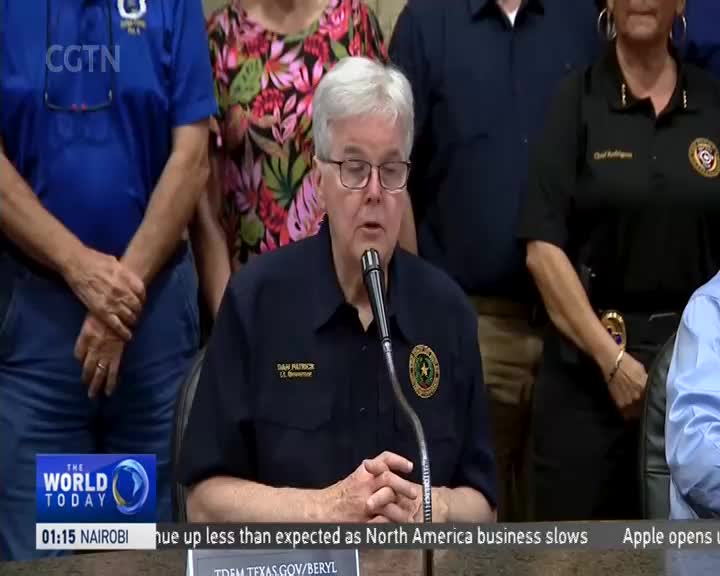 CGTN
Chief Rodriguez
DAN PATRICK
Lt. Governor
THE
WORLD
TODAY
01:15 NAIROBI
nue up less than expected as North America business slows
Apple opens u
TDEM.TEXAS.GOV/BERYL